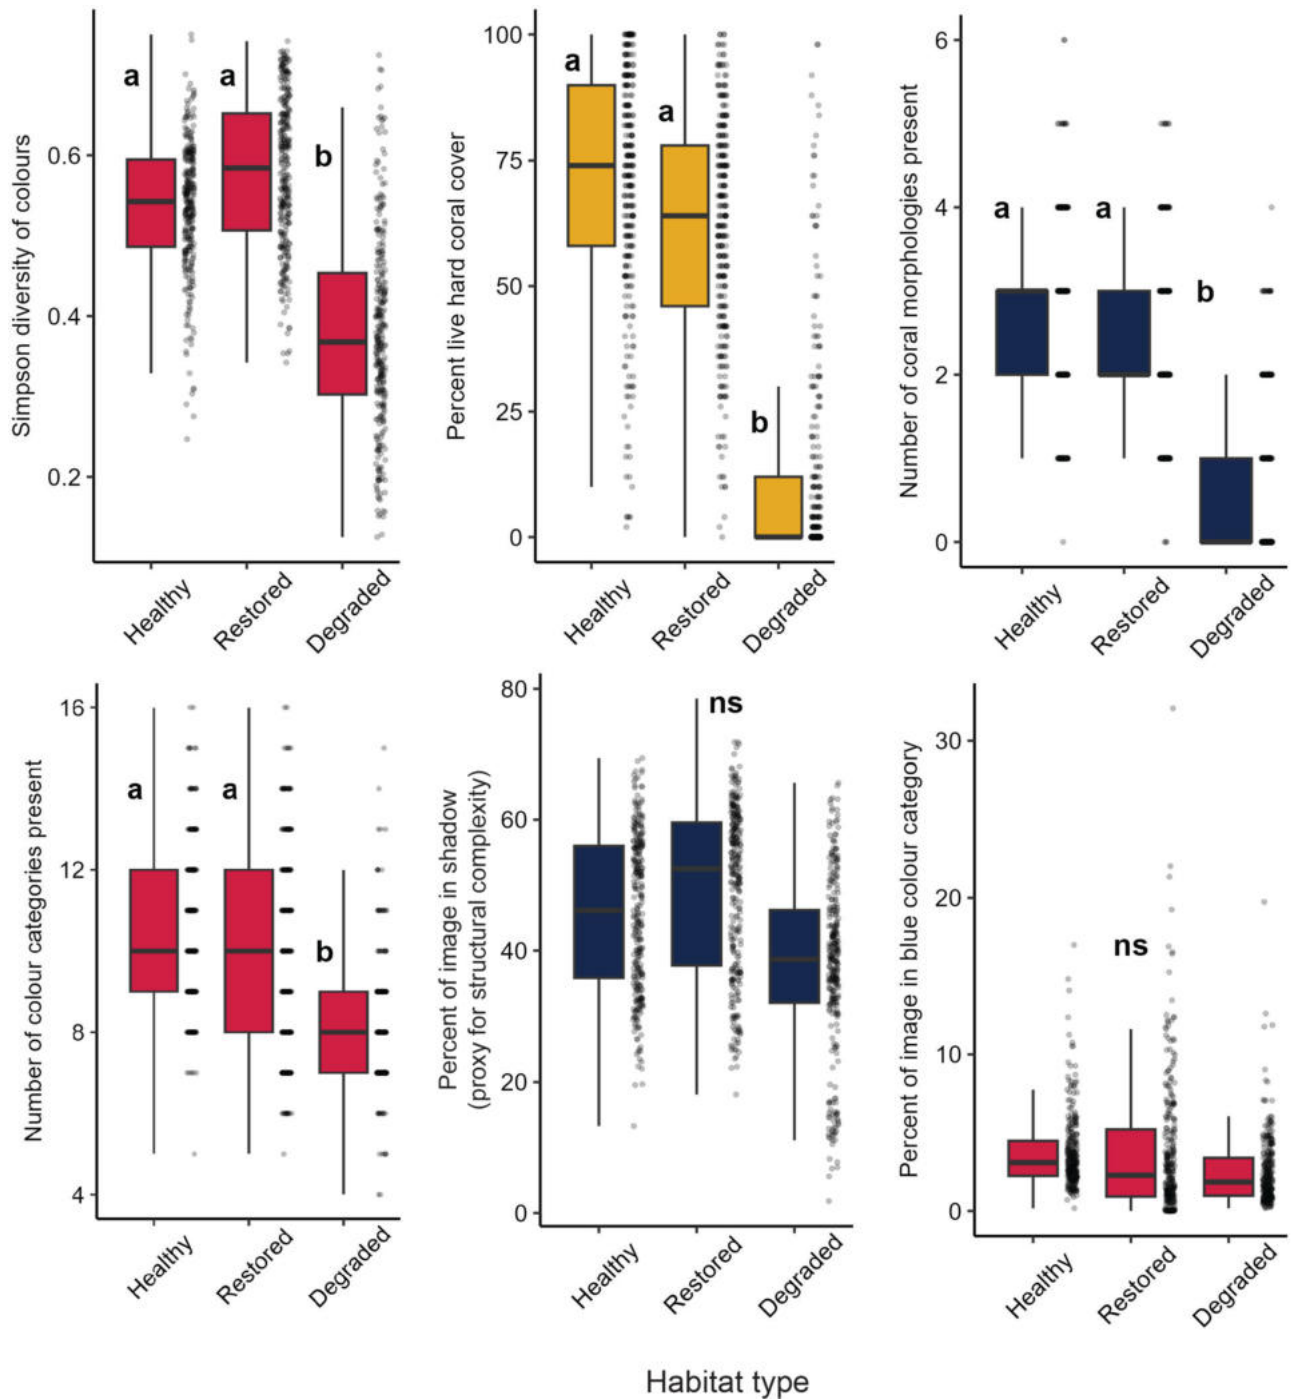 Simpson diversity of colours
0.6
0.4
0.2
a
a
b
Healthy
Restored
Degraded
Percent live hard coral cover
100
75
50
25
0
a
a
b
Healthy
Restored
Degraded
Number of coral morphologies present
6
4
2
0
a
a
b
Healthy
Restored
Degraded
Number of colour categories present
16
12
8
4
a
a
b
Healthy
Restored
Degraded
Percent of image in shadow
(proxy for structural complexity)
80
60
40
20
0
ns
Healthy
Restored
Degraded
Percent of image in blue colour category
30
20
10
0
ns
Healthy
Restored
Degraded
Habitat type